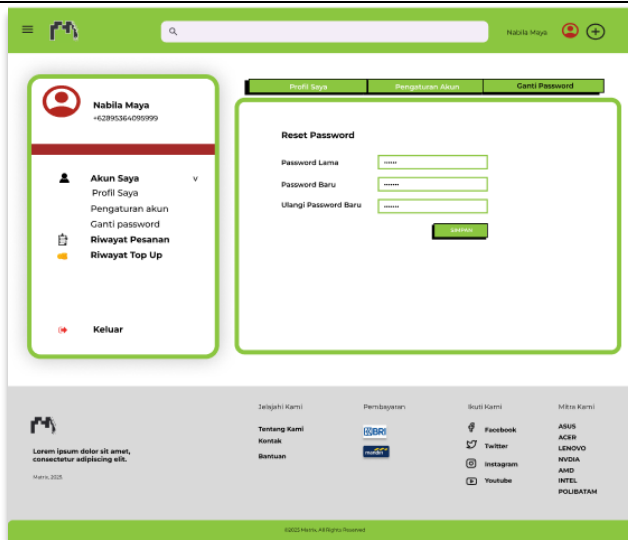 Nabila Maya
Nabila Maya
+62895364095999
Akun Saya v
Profil Saya
Pengaturan akun
Ganti password
Riwayat Pesanan
Riwayat Top Up
Keluar
Profil Saya Pengaturan Akun Ganti Password
Reset Password
Password Lama
Password Baru
Ulangi Password Baru
SIMPAN
Lorem ipsum dolor sit amet,
consectetur adipiscing elit.
Matrix, 2023
Jelajahi Kami
Tentang Kami
Kontak
Bantuan
Pembayaran
BRI
mandiri
Ikuti Kami
Facebook
Twitter
Instagram
Youtube
Mitra Kami
ASUS
ACER
LENOVO
NVDIA
AMD
INTEL
POLIBATAM
©2023 Matrix, All Rights Reserved